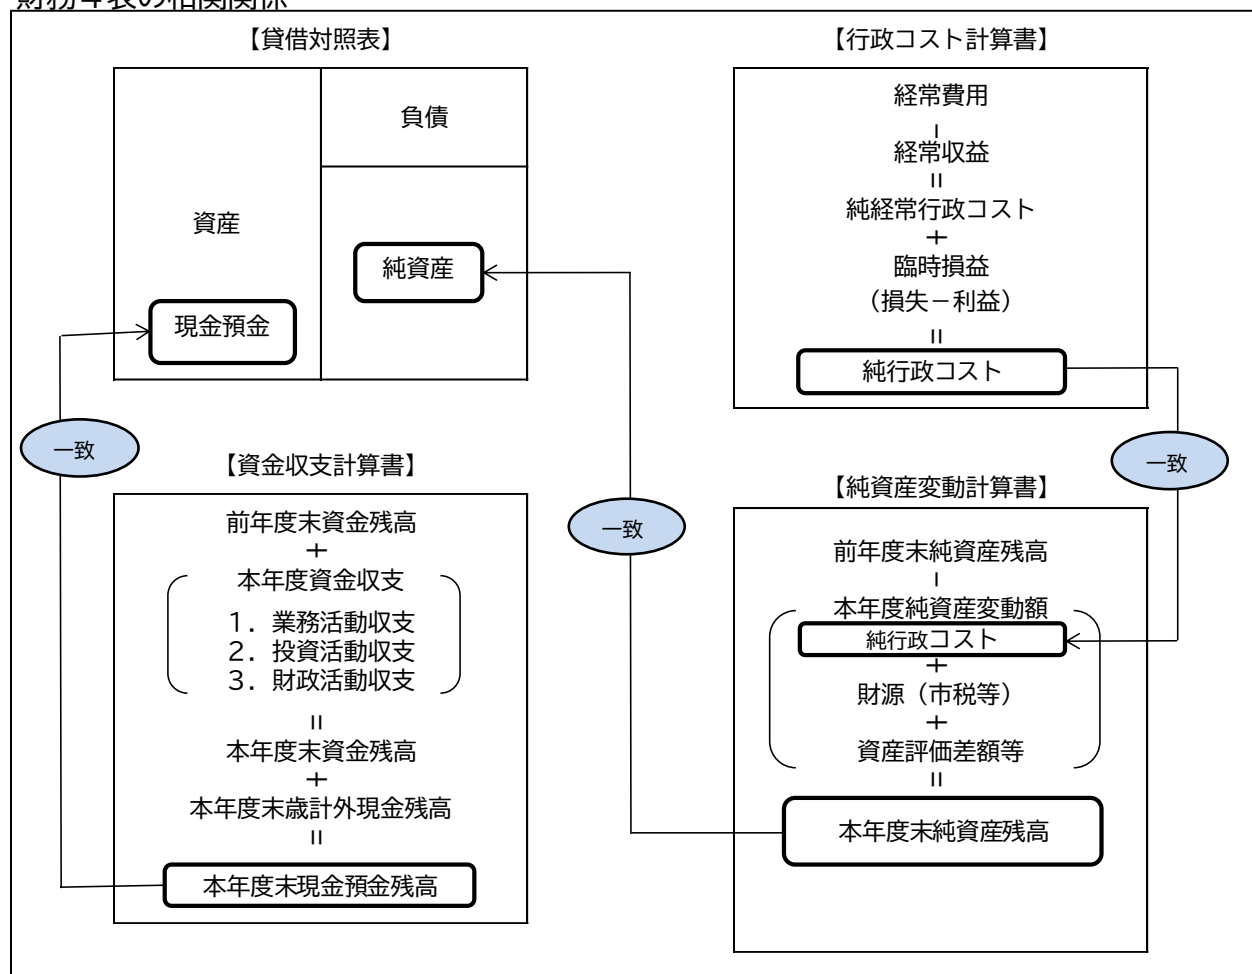 財務4表の相関関係
【貸借対照表】
負債
資産
純資産
現金預金
【行政コスト計算書】
経常費用
－
経常収益
＝
純経常行政コスト
＋
臨時損益
（損失－利益）
＝
純行政コスト
一致
一致
一致
【資金収支計算書】
前年度末資金残高
＋
本年度資金収支
1．業務活動収支
2．投資活動収支
3．財政活動収支
＝
本年度末資金残高
＋
本年度末歳計外現金残高
＝
本年度末現金預金残高
【純資産変動計算書】
前年度末純資産残高
－
本年度純資産変動額
純行政コスト
＋
財源（市税等）
＋
資産評価差額等
＝
本年度末純資産残高